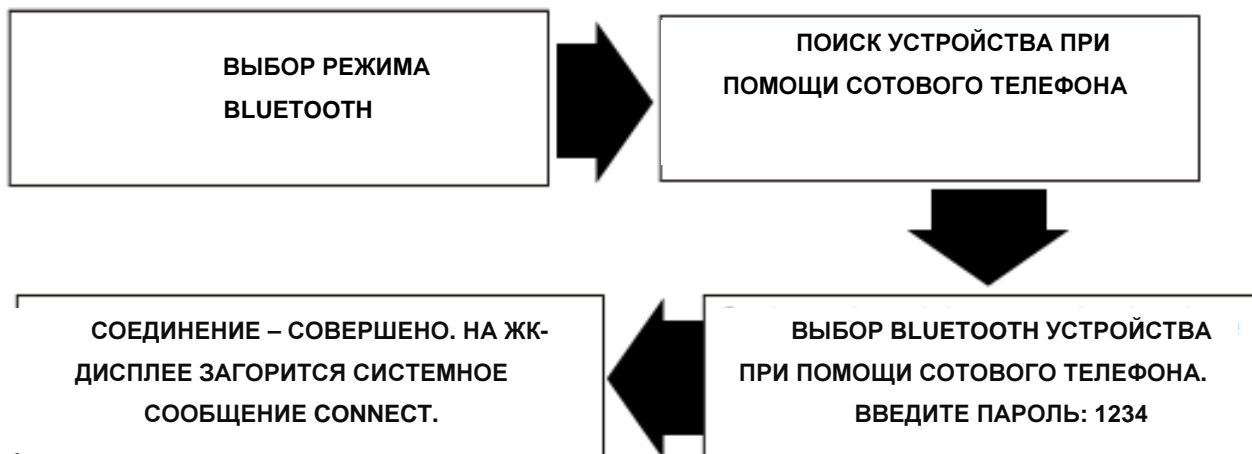 ВЫБОР РЕЖИМА
BLUETOOTH
ПОИСК УСТРОЙСТВА ПРИ
ПОМОЩИ СОТОВОГО ТЕЛЕФОНА
ВЫБОР BLUETOOTH УСТРОЙСТВА
ПРИ ПОМОЩИ СОТОВОГО ТЕЛЕФОНА.
ВВЕДИТЕ ПАРОЛЬ: 1234
СОЕДИНЕНИЕ – СОВЕРШЕНО. НА ЖК-
ДИСПЛЕЕ ЗАГОРИТСЯ СИСТЕМНОЕ
СООБЩЕНИЕ CONNECT.